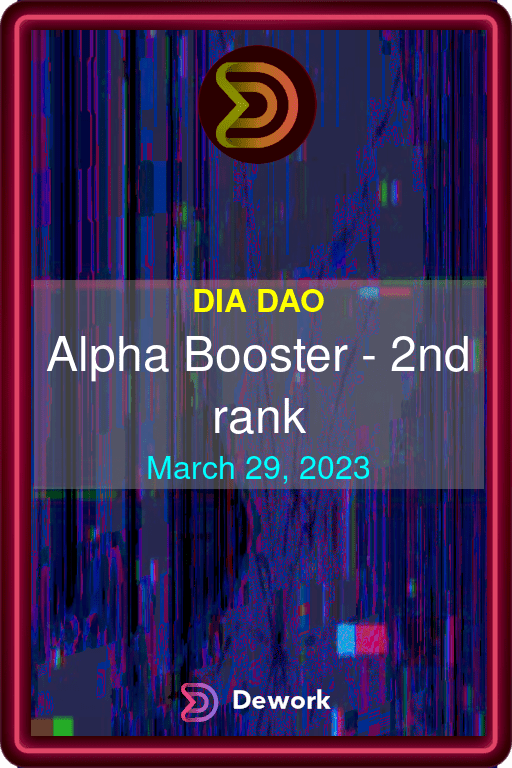 DIA DAO
Alpha Booster - 2nd
rank
March 29, 2023
Dework